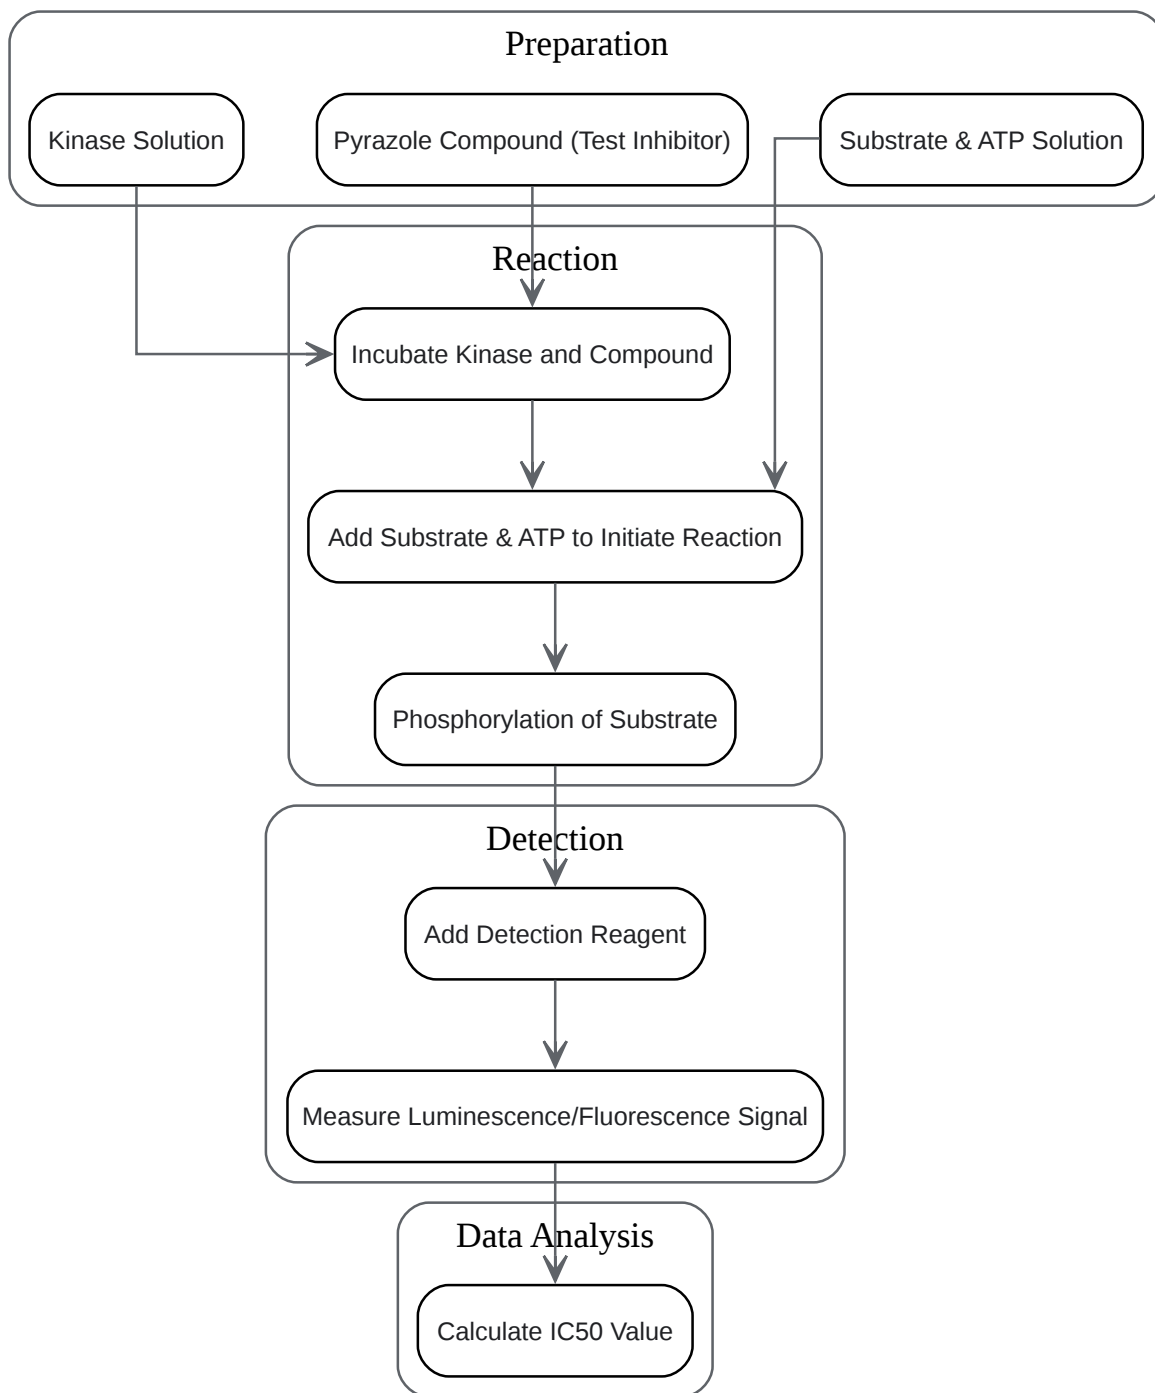 Preparation
Kinase Solution
Pyrazole Compound (Test Inhibitor)
Substrate & ATP Solution
Reaction
Incubate Kinase and Compound
Add Substrate & ATP to Initiate Reaction
Phosphorylation of Substrate
Detection
Add Detection Reagent
Measure Luminescence/Fluorescence Signal
Data Analysis
Calculate IC50 Value